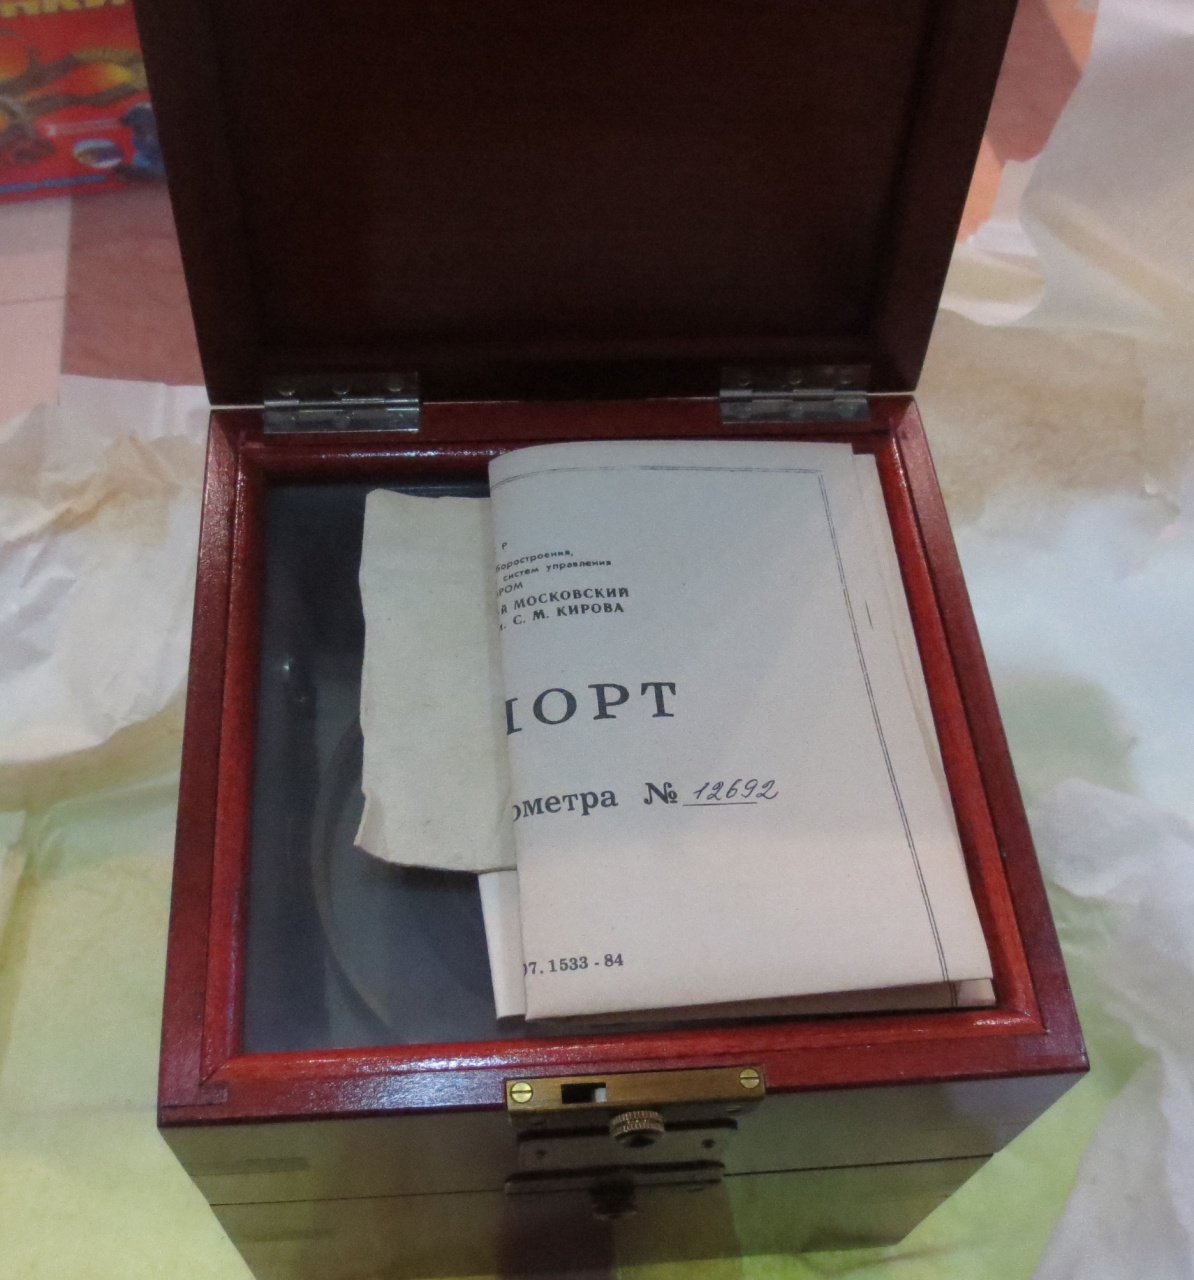 Р
боростроения,
систем управления
РОМ
Й МОСКОВСКИЙ
. С. М. КИРОВА
ПОРТ
ометра № 12692
07. 1533 - 84